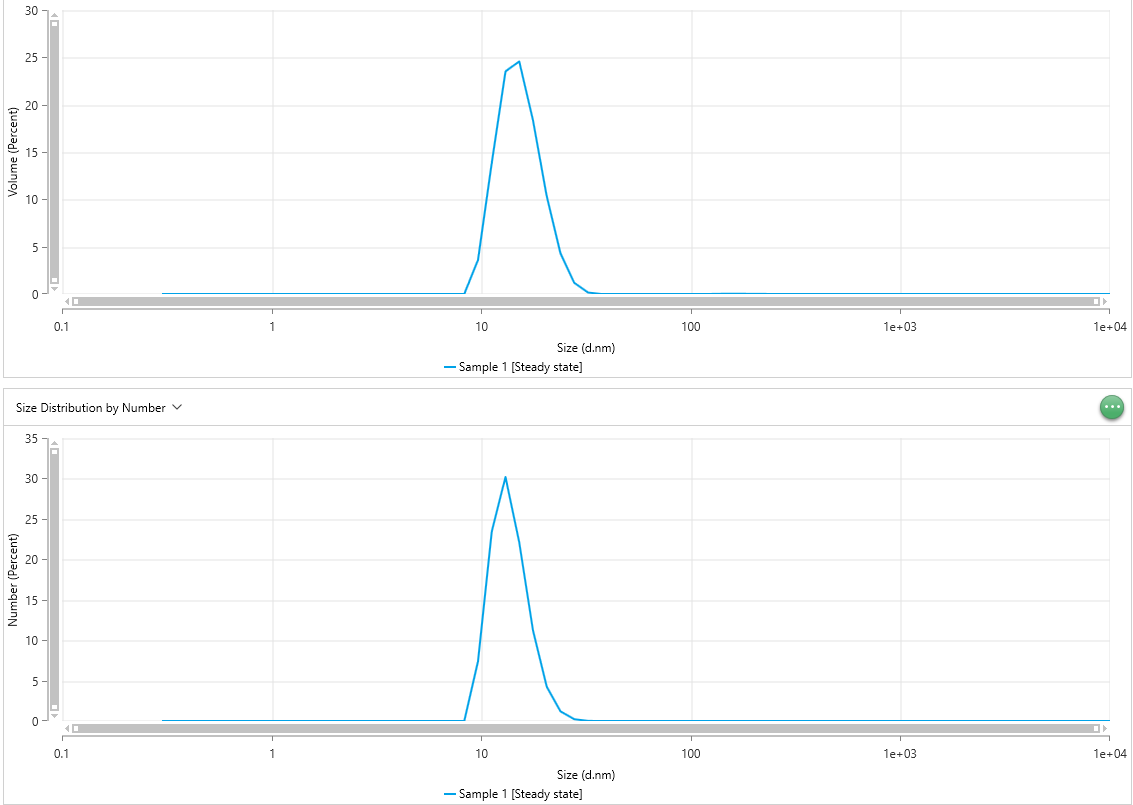 30
25
20
15
10
5
0
Volume (Percent)
0.1 1 10 100 1e+03 1e+04
Size (d.nm)
Sample 1 [Steady state]
Size Distribution by Number
35
30
25
20
15
10
5
0
Number (Percent)
0.1 1 10 100 1e+03 1e+04
Size (d.nm)
Sample 1 [Steady state]